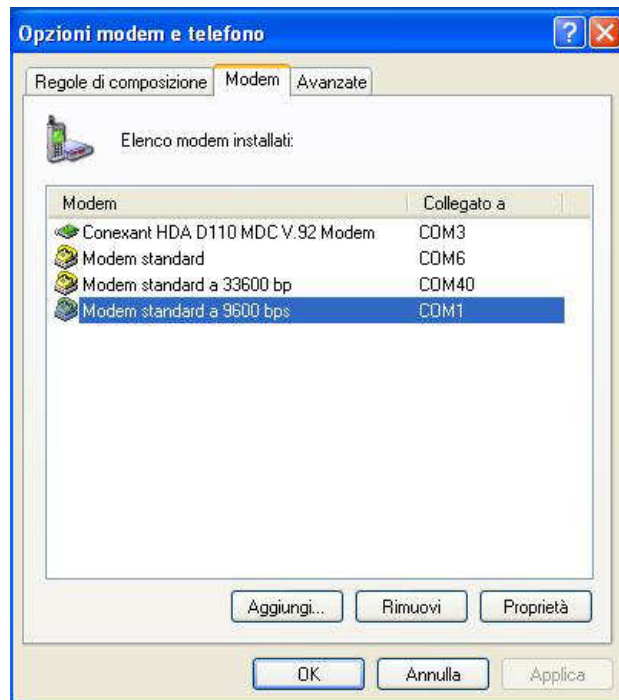 Opzioni modem e telefono
Regole di composizione Modem Avanzate
Elenco modem installati:
Modem Collegato a
Conexant HDA D110 MDC V.92 Modem COM3
Modem standard COM6
Modem standard a 33600 bp COM40
Modem standard a 9600 bps COM1
Aggiungi... Rimuovi Proprietà
OK Annulla Applica